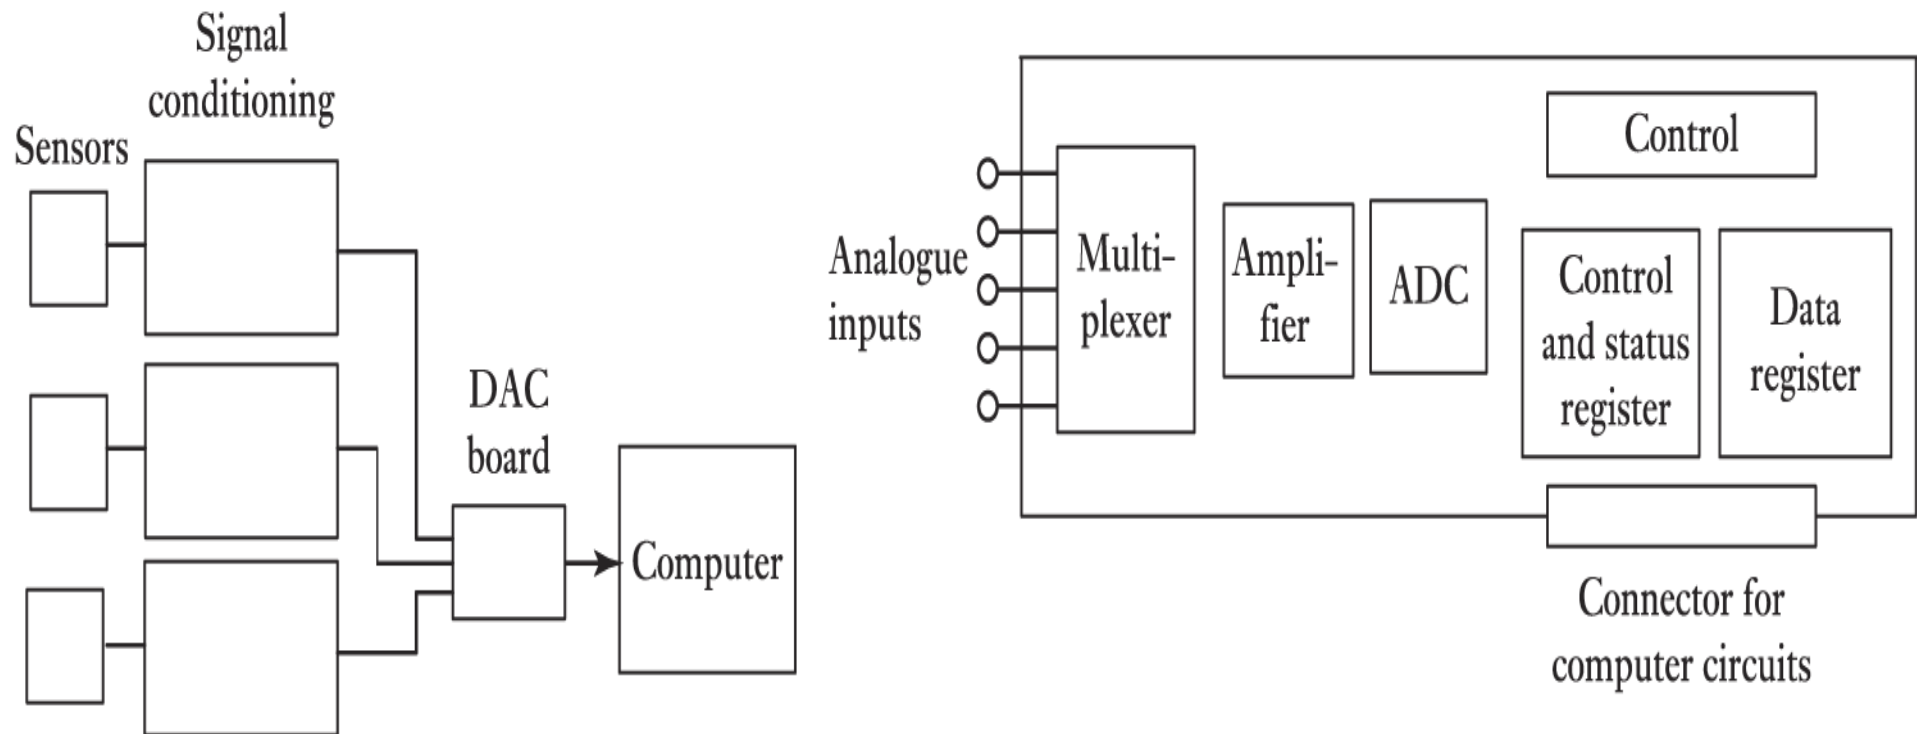 Signal
conditioning
Sensors
DAC
board
Computer
Analogue
inputs
Multi-
plexer
Ampli-
fier
ADC
Control
Control
and status
register
Data
register
Connector for
computer circuits